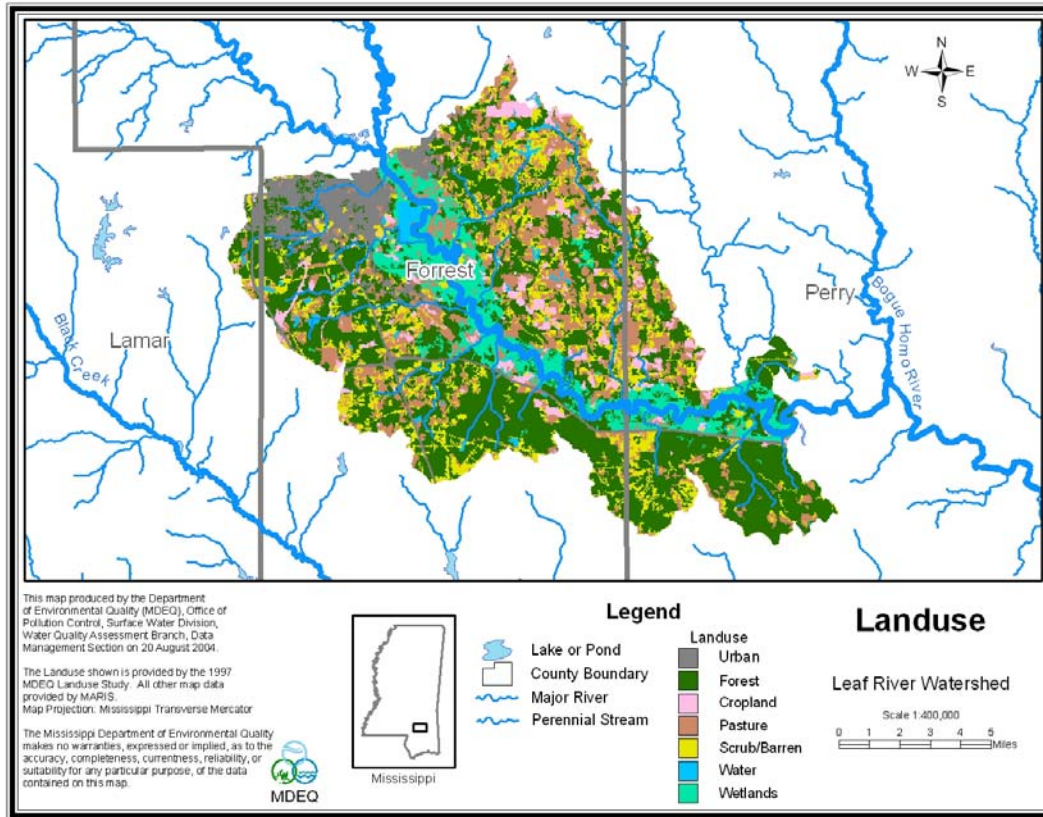 N
W E
S
Forrest
Perry
Lamar
Black Creek
Bogue Homo River
This map produced by the Department
of Environmental Quality (MDEQ), Office of
Pollution Control, Surface Water Division,
Water Quality Assessment Branch, Data
Management Section on 20 August 2004.
The Landuse shown is provided by the 1997
MDEQ Landuse Study. All other map data
provided by MARIS.
Map Projection: Mississippi Transverse Mercator
The Mississippi Department of Environmental Quality
makes no warranties, expressed or implied, as to the
accuracy, completeness, currentness, reliability, or
suitability for any particular purpose, of the data
contained on this map.
MDEQ
Mississippi
Legend
Lake or Pond
County Boundary
Major River
Perennial Stream
Landuse
Urban
Forest
Cropland
Pasture
Scrub/Barren
Water
Wetlands
Landuse
Leaf River Watershed
Scale 1:400,000
0 1 2 3 4 5
Miles